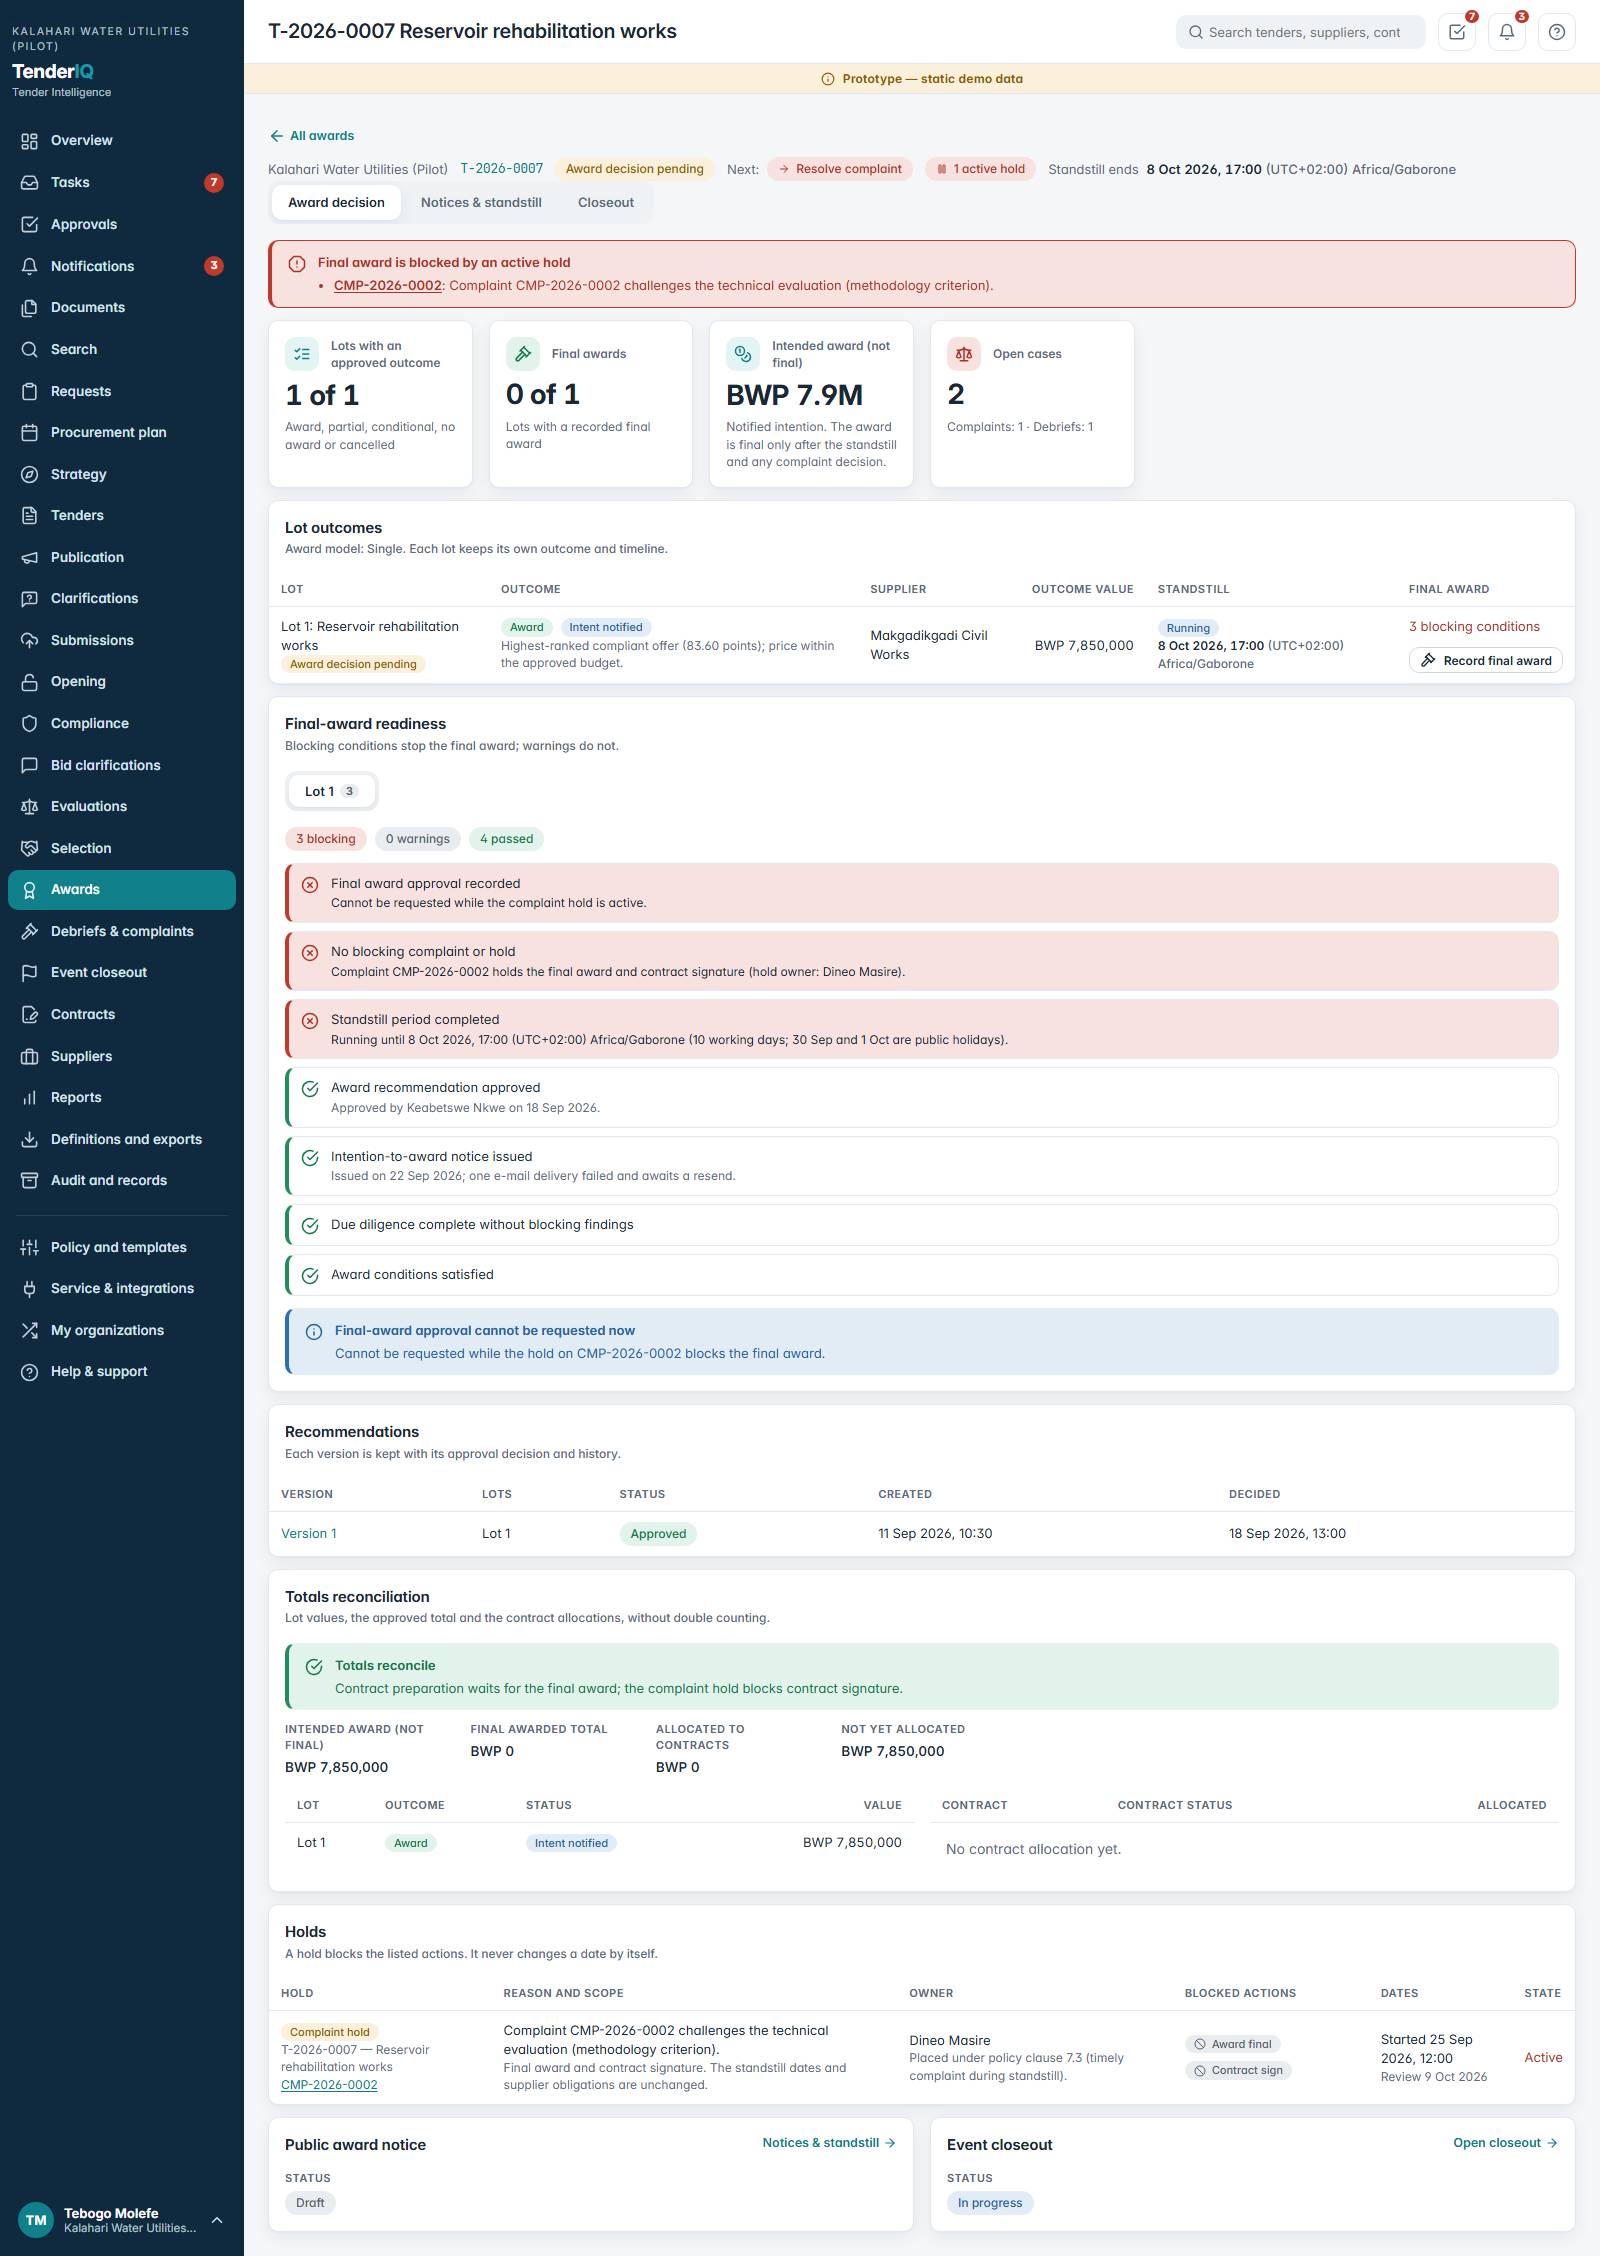 KALAHARI WATER UTILITIES
(PILOT)
TenderIQ
Tender Intelligence
Overview
Tasks
7
Approvals
Notifications
3
Documents
Search
Requests
Procurement plan
Strategy
Tenders
Publication
Clarifications
Submissions
Opening
Compliance
Bid clarifications
Evaluations
Selection
Awards
Debriefs & complaints
Event closeout
Contracts
Suppliers
Reports
Definitions and exports
Audit and records
Policy and templates
Service & integrations
My organizations
Help & support
TM
Tebogo Molefe
Kalahari Water Utilities...
T-2026-0007 Reservoir rehabilitation works
Search tenders, suppliers, cont
7
3
Prototype — static demo data
All awards
Kalahari Water Utilities (Pilot) T-2026-0007 Award decision pending Next: Resolve complaint 1 active hold Standstill ends 8 Oct 2026, 17:00 (UTC+02:00) Africa/Gaborone
Award decision Notices & standstill Closeout
Final award is blocked by an active hold
• CMP-2026-0002: Complaint CMP-2026-0002 challenges the technical evaluation (methodology criterion).
Lots with an
approved outcome
1 of 1
Award, partial, conditional, no
award or cancelled
Final awards
0 of 1
Lots with a recorded final
award
Intended award (not
final)
BWP 7.9M
Notified intention. The award
is final only after the standstill
and any complaint decision.
Open cases
2
Complaints: 1 · Debriefs: 1
Lot outcomes
Award model: Single. Each lot keeps its own outcome and timeline.
LOT OUTCOME SUPPLIER OUTCOME VALUE STANDSTILL FINAL AWARD
Lot 1: Reservoir rehabilitation
works
Award decision pending
Award Intent notified
Highest-ranked compliant offer (83.60 points); price within
the approved budget.
Makgadikgadi Civil
Works
BWP 7,850,000
Running
8 Oct 2026, 17:00 (UTC+02:00)
Africa/Gaborone
3 blocking conditions
Record final award
Final-award readiness
Blocking conditions stop the final award; warnings do not.
Lot 1 3
3 blocking 0 warnings 4 passed
Final award approval recorded
Cannot be requested while the complaint hold is active.
No blocking complaint or hold
Complaint CMP-2026-0002 holds the final award and contract signature (hold owner: Dineo Masire).
Standstill period completed
Running until 8 Oct 2026, 17:00 (UTC+02:00) Africa/Gaborone (10 working days; 30 Sep and 1 Oct are public holidays).
Award recommendation approved
Approved by Keabetswe Nkwe on 18 Sep 2026.
Intention-to-award notice issued
Issued on 22 Sep 2026; one e-mail delivery failed and awaits a resend.
Due diligence complete without blocking findings
Award conditions satisfied
Final-award approval cannot be requested now
Cannot be requested while the hold on CMP-2026-0002 blocks the final award.
Recommendations
Each version is kept with its approval decision and history.
VERSION LOTS STATUS CREATED DECIDED
Version 1 Lot 1 Approved 11 Sep 2026, 10:30 18 Sep 2026, 13:00
Totals reconciliation
Lot values, the approved total and the contract allocations, without double counting.
Totals reconcile
Contract preparation waits for the final award; the complaint hold blocks contract signature.
INTENDED AWARD (NOT
FINAL)
BWP 7,850,000
FINAL AWARDED TOTAL
BWP 0
ALLOCATED TO
CONTRACTS
BWP 0
NOT YET ALLOCATED
BWP 7,850,000
LOT OUTCOME STATUS VALUE
Lot 1 Award Intent notified BWP 7,850,000
CONTRACT CONTRACT STATUS ALLOCATED
No contract allocation yet.
Holds
A hold blocks the listed actions. It never changes a date by itself.
HOLD REASON AND SCOPE OWNER BLOCKED ACTIONS DATES STATE
Complaint hold
T-2026-0007 — Reservoir
rehabilitation works
CMP-2026-0002
Complaint CMP-2026-0002 challenges the technical
evaluation (methodology criterion).
Final award and contract signature. The standstill dates and
supplier obligations are unchanged.
Dineo Masire
Placed under policy clause 7.3 (timely
complaint during standstill).
Award final
Contract sign
Started 25 Sep
2026, 12:00
Review 9 Oct 2026
Active
Public award notice
Notices & standstill
STATUS
Draft
Event closeout
Open closeout
STATUS
In progress